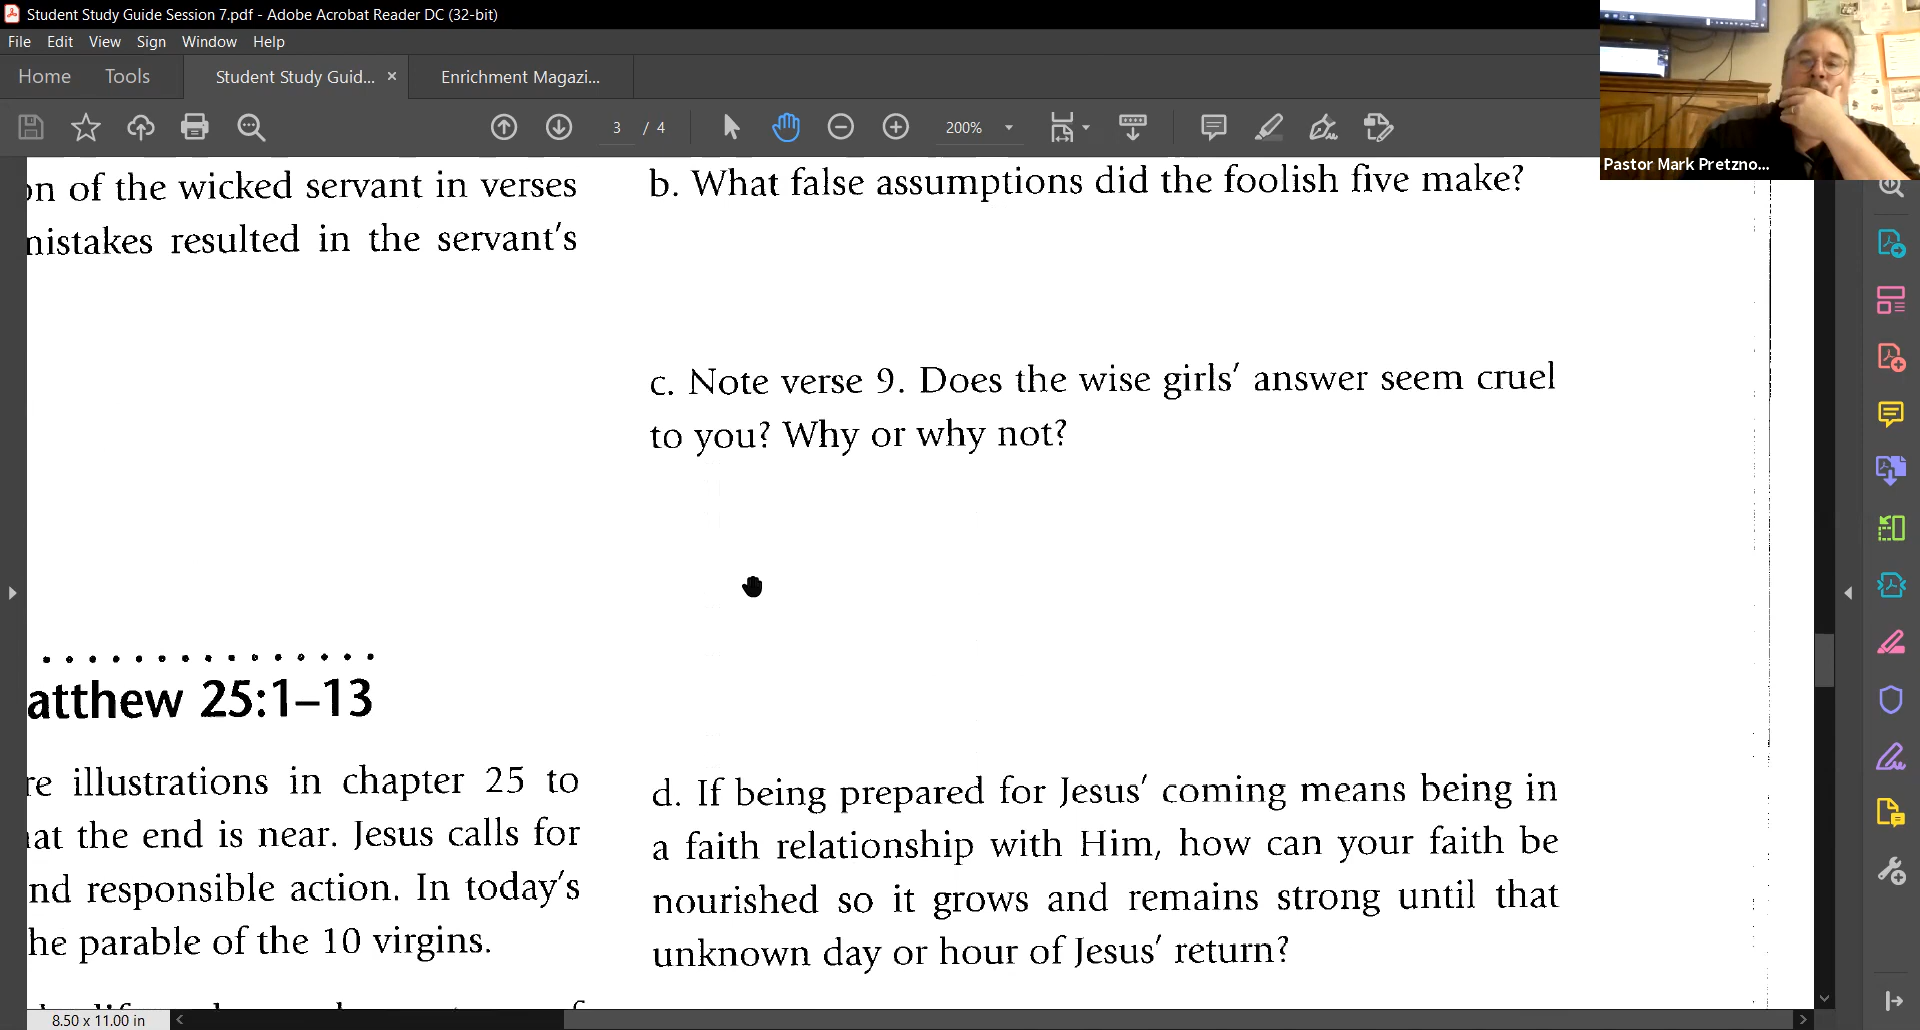 Student Study Guide Session 7.pdf - Adobe Acrobat Reader DC (32-bit)
File Edit View Sign Window Help
Home Tools Student Study Guid... × Enrichment Magazi...
3 / 4 200%
Pastor Mark Pretzno...
on of the wicked servant in verses
mistakes resulted in the servant's
atthew 25:1–13
re illustrations in chapter 25 to
at the end is near. Jesus calls for
nd responsible action. In today's
he parable of the 10 virgins.
b. What false assumptions did the foolish five make?
c. Note verse 9. Does the wise girls' answer seem cruel
to you? Why or why not?
d. If being prepared for Jesus' coming means being in
a faith relationship with Him, how can your faith be
nourished so it grows and remains strong until that
unknown day or hour of Jesus' return?
8.50 x 11.00 in